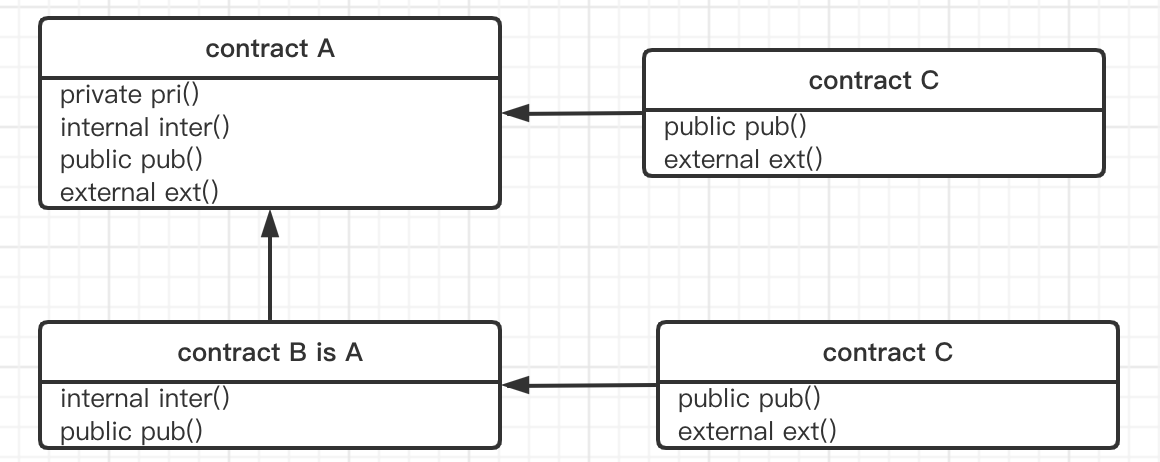 contract A
private pri()
internal inter()
public pub()
external ext()
contract C
public pub()
external ext()
contract B is A
internal inter()
public pub()
contract C
public pub()
external ext()